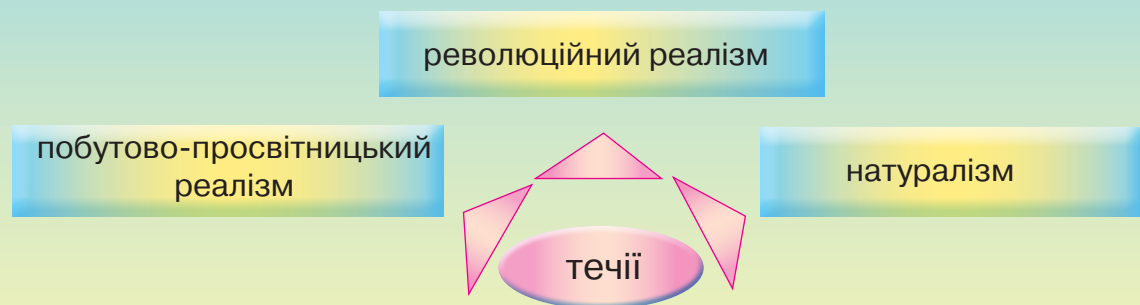 революційний реалізм
побутово-просвітницький
реалізм
натуралізм
течії